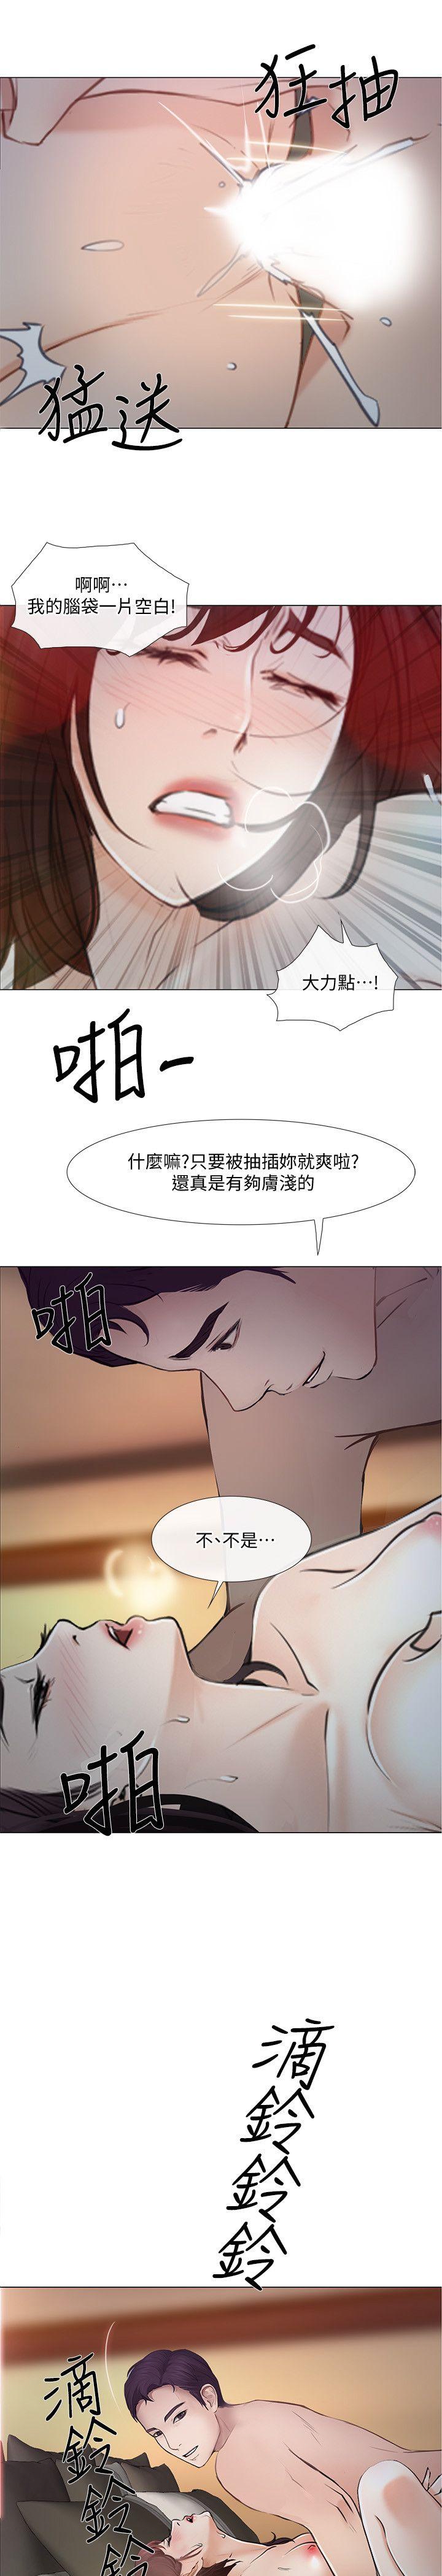 狂抽
猛送
啊啊…
我的腦袋一片空白!
大力點…!
啪-
什麼嘛?只要被抽插妳就爽啦?
還真是有夠膚淺的
啪
不、不是…
啪
滴鈴鈴鈴
滴鈴鈴鈴